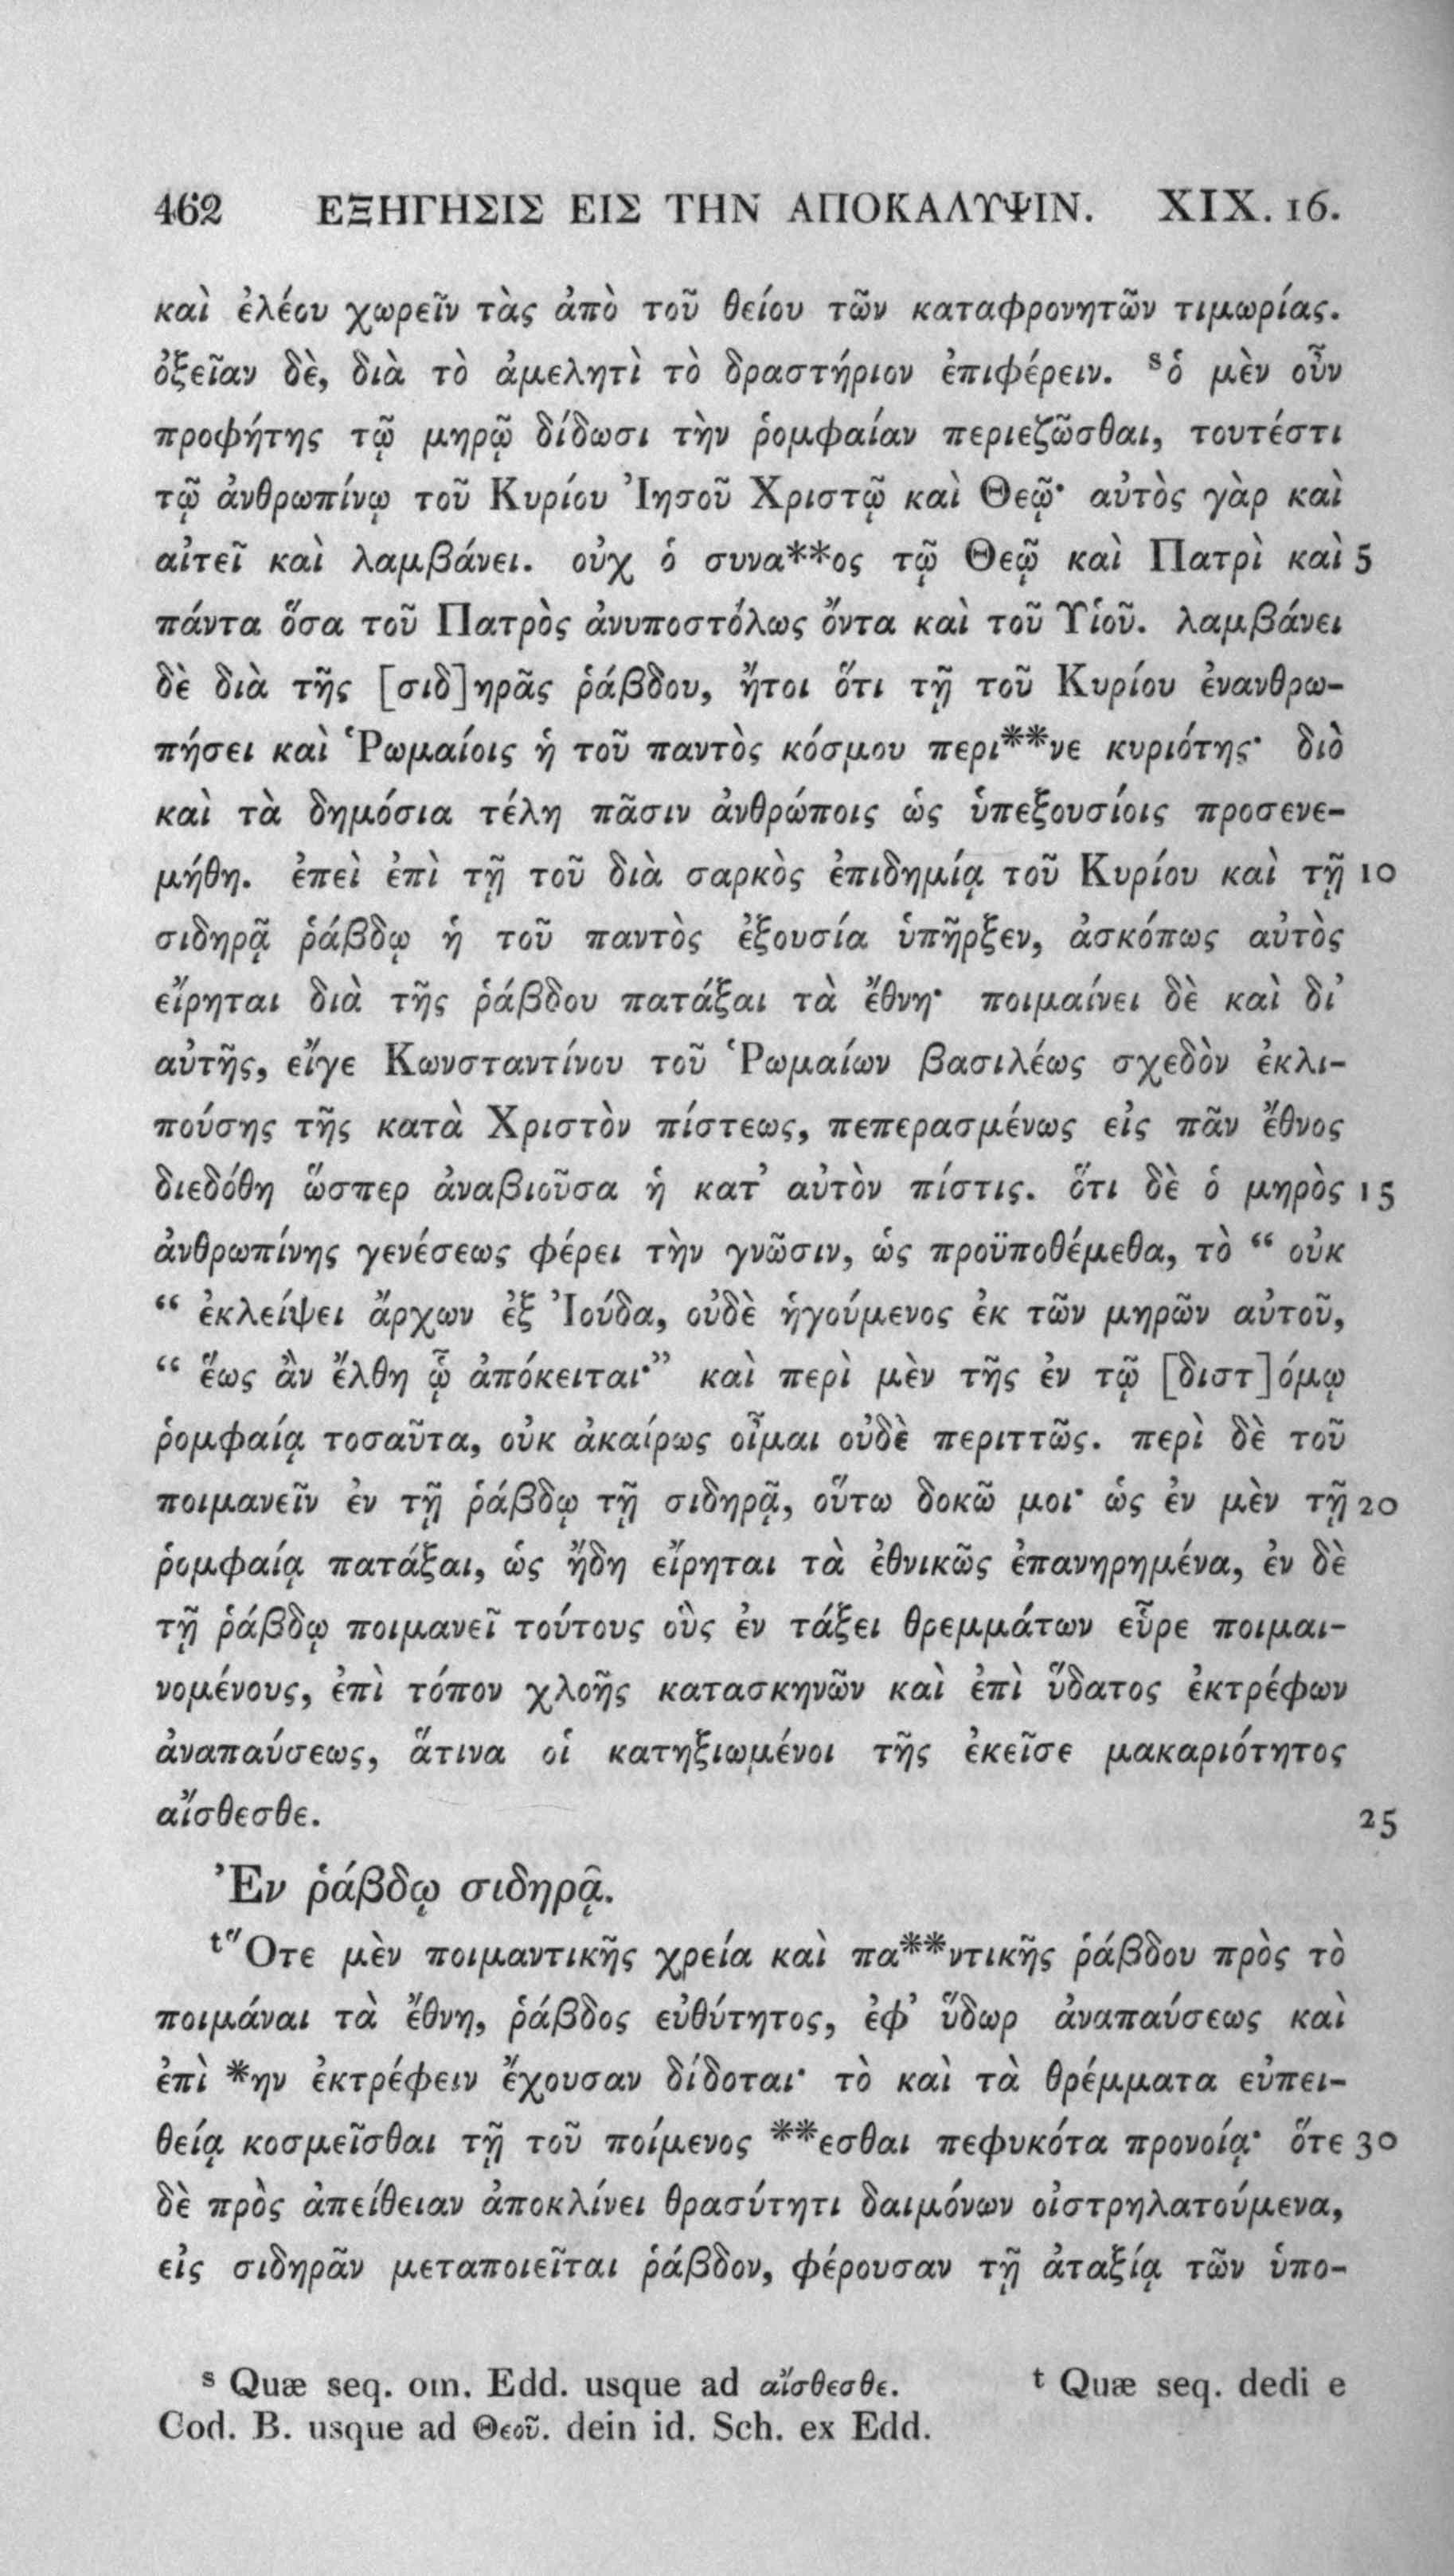 462 ΕΞΗΓΗΣΙΣ ΕΙΣ ΤΗΝ ΑΠΟΚΑΛΥΨΙΝ. XIX. 16.
καὶ ἐλέου χωρεῖν τὰς ἀπὸ τοῦ θείου τῶν καταφρονητῶν τιμωρίας.
ὀξεῖαν δὲ, διὰ τὸ ἀμελητὶ τὸ δραστήριον ἐπιφέρειν. ˢὁ μὲν οὖν
προφήτης τῷ μηρῷ δίδωσι τὴν ῥομφαίαν περιεζῶσθαι, τουτέστι
τῷ ἀνθρωπίνῳ τοῦ Κυρίου Ἰησοῦ Χριστῷ καὶ Θεῷ· αὐτὸς γὰρ καὶ
αἰτεῖ καὶ λαμβάνει. οὐχ ὁ συνα**ος τῷ Θεῷ καὶ Πατρὶ καὶ 5
πάντα ὅσα τοῦ Πατρὸς ἀνυποστόλως ὄντα καὶ τοῦ Υἱοῦ. λαμβάνει
δὲ διὰ τῆς [σιδ]ηρᾶς ῥάβδου, ἤτοι ὅτι τῇ τοῦ Κυρίου ἐνανθρω-
πήσει καὶ Ῥωμαίοις ἡ τοῦ παντὸς κόσμου περι**νε κυριότης· διὸ
καὶ τὰ δημόσια τέλη πᾶσιν ἀνθρώποις ὡς ὑπεξουσίοις προσενε-
μήθη. ἐπεὶ ἐπὶ τῇ τοῦ διὰ σαρκὸς ἐπιδημίᾳ τοῦ Κυρίου καὶ τῇ 10
σιδηρᾷ ῥάβδῳ ἡ τοῦ παντὸς ἐξουσία ὑπῆρξεν, ἀσκόπως αὐτὸς
εἴρηται διὰ τῆς ῥάβδου πατάξαι τὰ ἔθνη· ποιμαίνει δὲ καὶ δι’
αὐτῆς, εἴγε Κωνσταντίνου τοῦ Ῥωμαίων βασιλέως σχεδὸν ἐκλι-
πούσης τῆς κατὰ Χριστὸν πίστεως, πεπερασμένως εἰς πᾶν ἔθνος
διεδόθη ὥσπερ ἀναβιοῦσα ἡ κατ’ αὐτὸν πίστις. ὅτι δὲ ὁ μηρὸς 15
ἀνθρωπίνης γενέσεως φέρει τὴν γνῶσιν, ὡς προϋποθέμεθα, τὸ “ οὐκ
“ ἐκλείψει ἄρχων ἐξ Ἰούδα, οὐδὲ ἡγούμενος ἐκ τῶν μηρῶν αὐτοῦ,
“ ἕως ἂν ἔλθη ᾧ ἀπόκειται·” καὶ περὶ μὲν τῆς ἐν τῷ [διστ]όμῳ
ῥομφαίᾳ τοσαῦτα, οὐκ ἀκαίρως οἶμαι οὐδὲ περιττῶς. περὶ δὲ τοῦ
ποιμανεῖν ἐν τῇ ῥάβδῳ τῇ σιδηρᾷ, οὕτω δοκῶ μοι· ὡς ἐν μὲν τῇ 20
ῥομφαίᾳ πατάξαι, ὡς ἤδη εἴρηται τὰ ἐθνικῶς ἐπανηρημένα, ἐν δὲ
τῇ ῥάβδῳ ποιμανεῖ τούτους οὓς ἐν τάξει θρεμμάτων εὗρε ποιμαι-
νομένους, ἐπὶ τόπον χλοῆς κατασκηνῶν καὶ ἐπὶ ὕδατος ἐκτρέφων
ἀναπαύσεως, ἅτινα οἱ κατηξιωμένοι τῆς ἐκεῖσε μακαριότητος
αἴσθεσθε. 25
Ἐν ῥάβδῳ σιδηρᾷ.
ᵗὍτε μὲν ποιμαντικῆς χρεία καὶ πα**ντικῆς ῥάβδου πρὸς τὸ
ποιμάναι τὰ ἔθνη, ῥάβδος εὐθύτητος, ἐφ’ ὕδωρ ἀναπαύσεως καὶ
ἐπὶ *ην ἐκτρέφειν ἔχουσαν δίδοται· τὸ καὶ τὰ θρέμματα εὐπει-
θείᾳ κοσμεῖσθαι τῇ τοῦ ποίμενος **εσθαι πεφυκότα προνοίᾳ· ὅτε 30
δὲ πρὸς ἀπείθειαν ἀποκλίνει θρασύτητι δαιμόνων οἰστρηλατούμενα,
εἰς σιδηρᾶν μεταποιεῖται ῥάβδον, φέρουσαν τῇ ἀταξίᾳ τῶν ὑπο-
ˢ Quæ seq. om. Edd. usque ad αἴσθεσθε. ᵗ Quæ seq. dedi e
Cod. B. usque ad Θεοῦ. dein id. Sch. ex Edd.